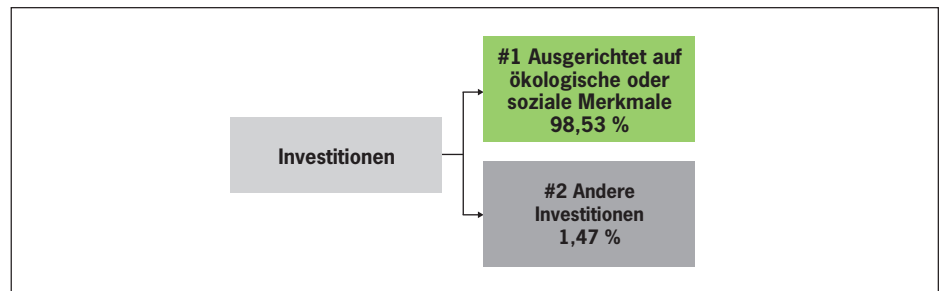 Investitionen
#1 Ausgerichtet auf
ökologische oder
soziale Merkmale
98,53 %
#2 Andere
Investitionen
1,47 %